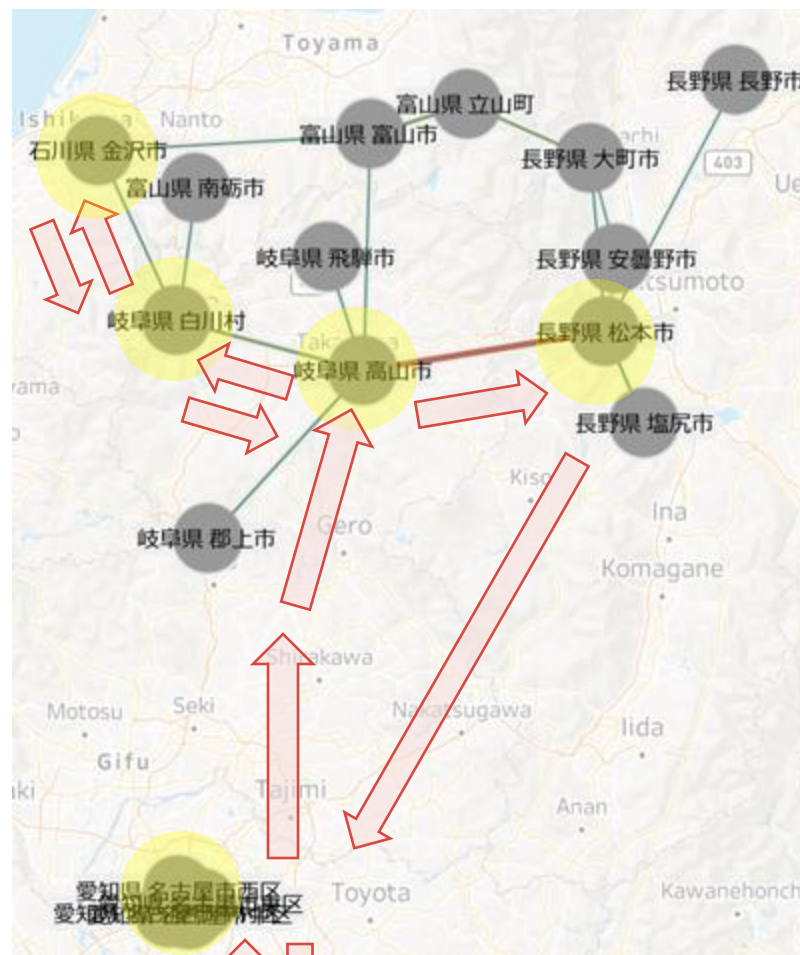 Toyama
長野県 長野市
富山県 立山町
Nanto
富山県 富山市
石川県 金沢市
長野県 大町市
403
富山県 南砺市
岐阜県 飛騨市
長野県 安曇野市
岐阜県 白川村
長野県 松本市
岐阜県 高山市
長野県 塩尻市
Ina
Gero
岐阜県 郡上市
Komagane
Shirakawa
Motosu
Seki
Nakatsugawa
Iida
Gifu
Tajimi
Anan
愛知県 名古屋市西区
Toyota